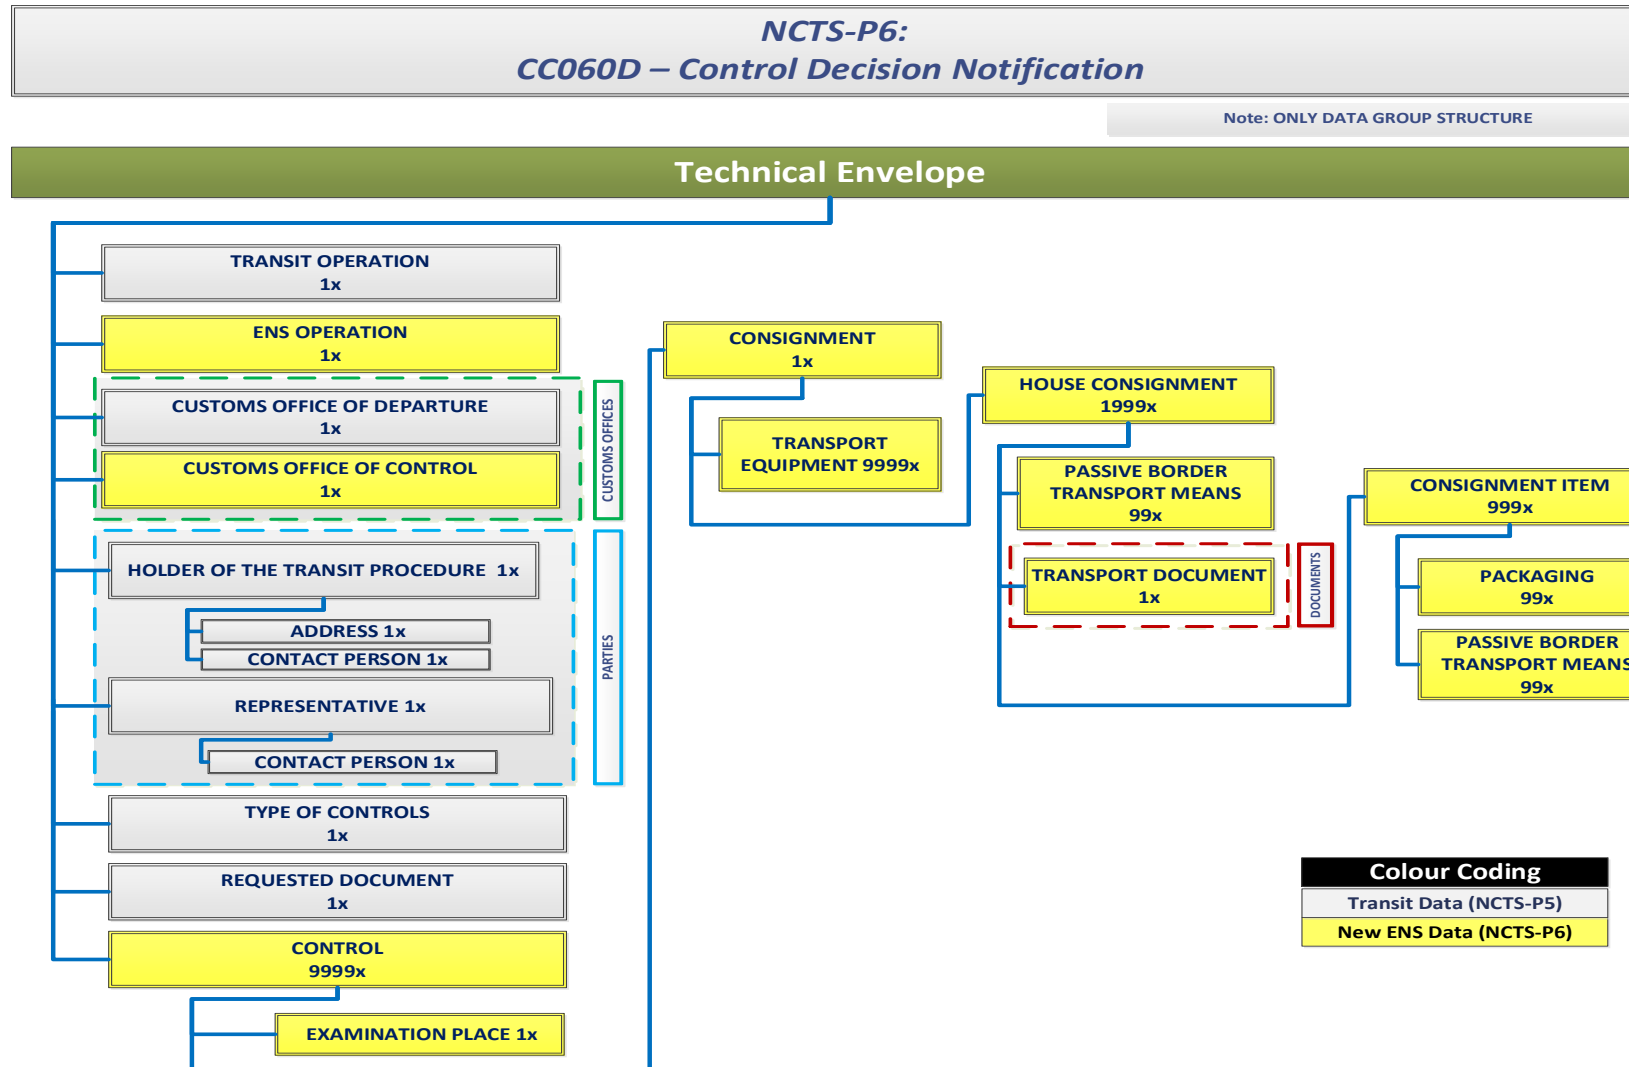 NCTS-P6:
CC060D – Control Decision Notification
Note: ONLY DATA GROUP STRUCTURE
Technical Envelope
TRANSIT OPERATION
1x
ENS OPERATION
1x
CUSTOMS OFFICE OF DEPARTURE
1x
CUSTOMS OFFICE OF CONTROL
1x
CUSTOMS OFFICES
HOLDER OF THE TRANSIT PROCEDURE 1x
ADDRESS 1x
CONTACT PERSON 1x
REPRESENTATIVE 1x
CONTACT PERSON 1x
PARTIES
TYPE OF CONTROLS
1x
REQUESTED DOCUMENT
1x
CONTROL
9999x
EXAMINATION PLACE 1x
CONSIGNMENT
1x
TRANSPORT
EQUIPMENT 9999x
HOUSE CONSIGNMENT
1999x
PASSIVE BORDER
TRANSPORT MEANS
99x
TRANSPORT DOCUMENT
1x
DOCUMENTS
CONSIGNMENT ITEM
999x
PACKAGING
99x
PASSIVE BORDER
TRANSPORT MEANS
99x
Colour Coding
Transit Data (NCTS-P5)
New ENS Data (NCTS-P6)